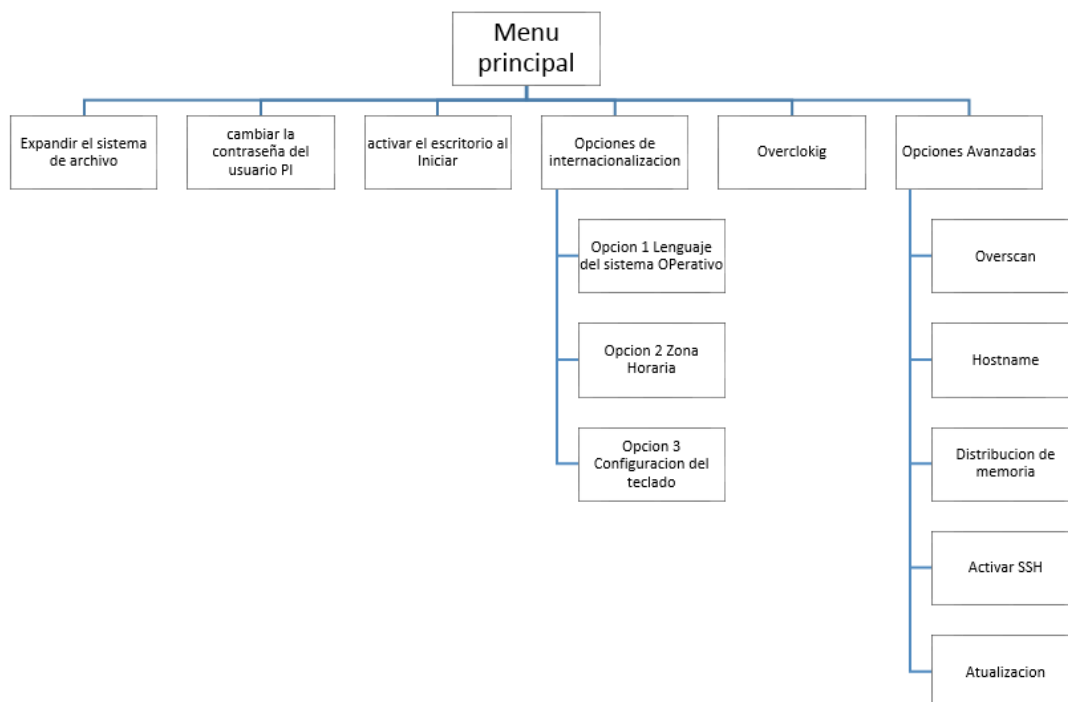 Menu
principal
Expandir el sistema
de archivo
cambiar la
contraseña del
usuario PI
activar el escritorio al
Iniciar
Opciones de
internacionalizacion
Overclokig
Opciones Avanzadas
Opcion 1 Lenguaje
del sistema OPerativo
Opcion 2 Zona
Horaria
Opcion 3
Configuracion del
teclado
Overscan
Hostname
Distribucion de
memoria
Activar SSH
Atualizacion